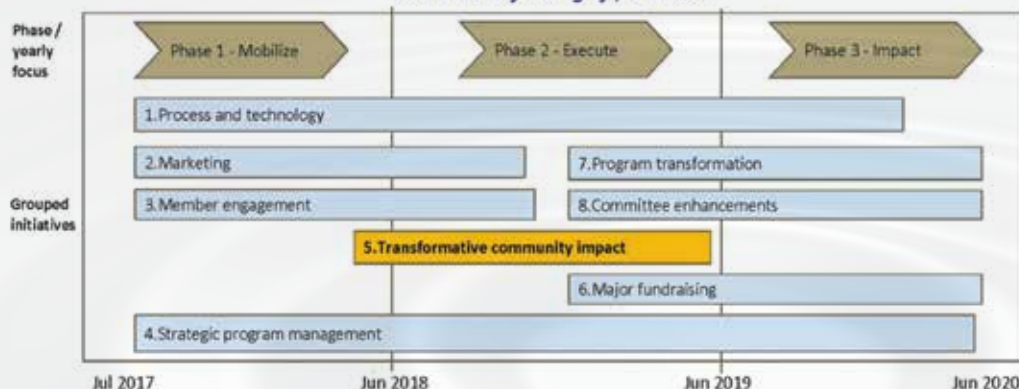 Phase /
yearly
focus
Phase 1 - Mobilize
Phase 2 - Execute
Phase 3 - Impact
1.Process and technology
2.Marketing
7.Program transformation
Grouped
initiatives
3.Member engagement
8.Committee enhancements
5.Transformative community impact
6.Major fundraising
4.Strategic program management
Jul 2017
Jun 2018
Jun 2019
Jun 2020